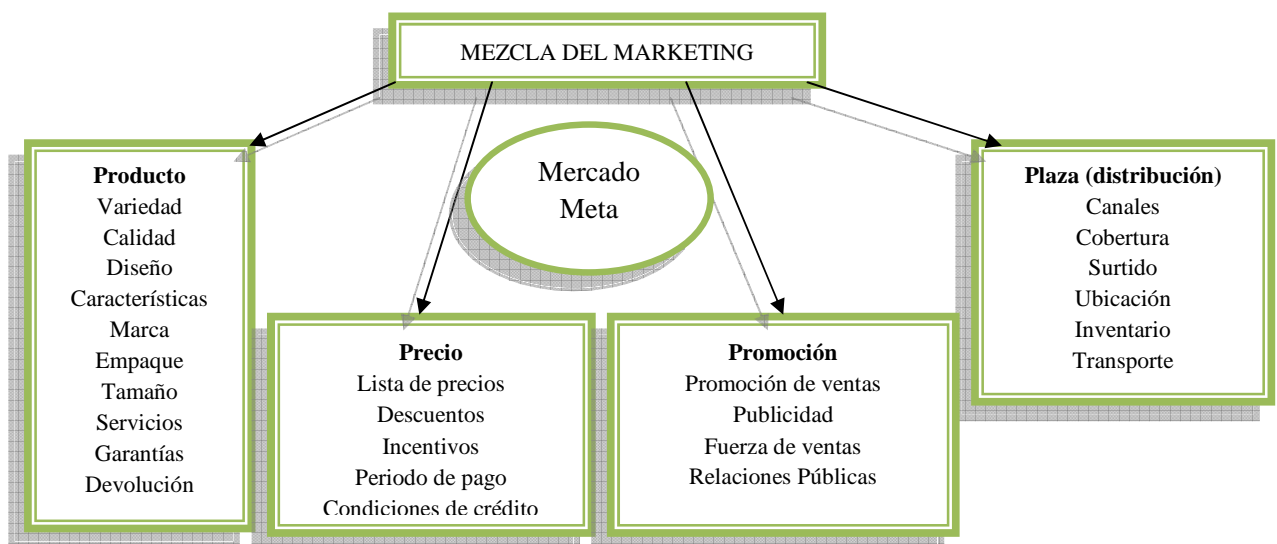 MEZCLA DEL MARKETING
Mercado
Meta
Producto
Variedad
Calidad
Diseño
Características
Marca
Empaque
Tamaño
Servicios
Garantías
Devolución
Precio
Lista de precios
Descuentos
Incentivos
Periodo de pago
Condiciones de crédito
Promoción
Promoción de ventas
Publicidad
Fuerza de ventas
Relaciones Públicas
Plaza (distribución)
Canales
Cobertura
Surtido
Ubicación
Inventario
Transporte